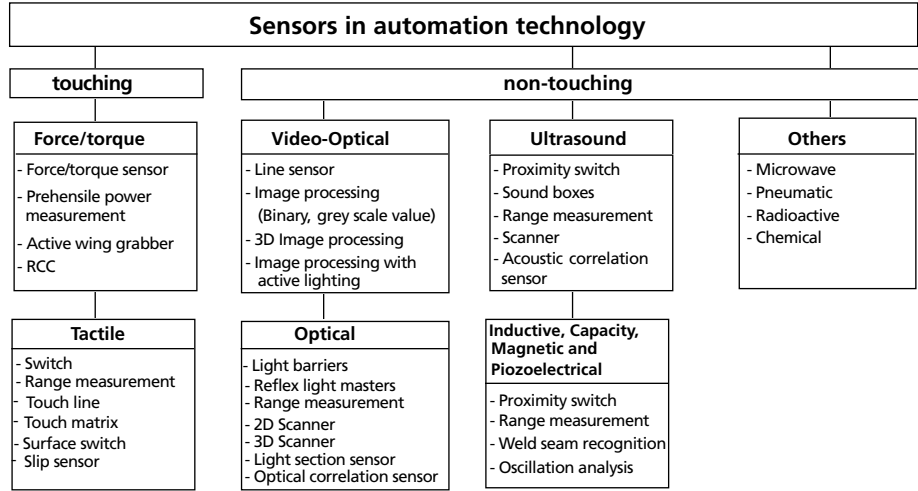 Sensors in automation technology
touching
non-touching
Force/torque
- Force/torque sensor
- Prehensile power
measurement
- Active wing grabber
- RCC
Video-Optical
- Line sensor
- Image processing
(Binary, grey scale value)
- 3D Image processing
- Image processing with
active lighting
Ultrasound
- Proximity switch
- Sound boxes
- Range measurement
- Scanner
- Acoustic correlation
sensor
Others
- Microwave
- Pneumatic
- Radioactive
- Chemical
Tactile
- Switch
- Range measurement
- Touch line
- Touch matrix
- Surface switch
- Slip sensor
Optical
- Light barriers
- Reflex light masters
- Range measurement
- 2D Scanner
- 3D Scanner
- Light section sensor
- Optical correlation sensor
Inductive, Capacity,
Magnetic and
Piozoelectrical
- Proximity switch
- Range measurement
- Weld seam recognition
- Oscillation analysis